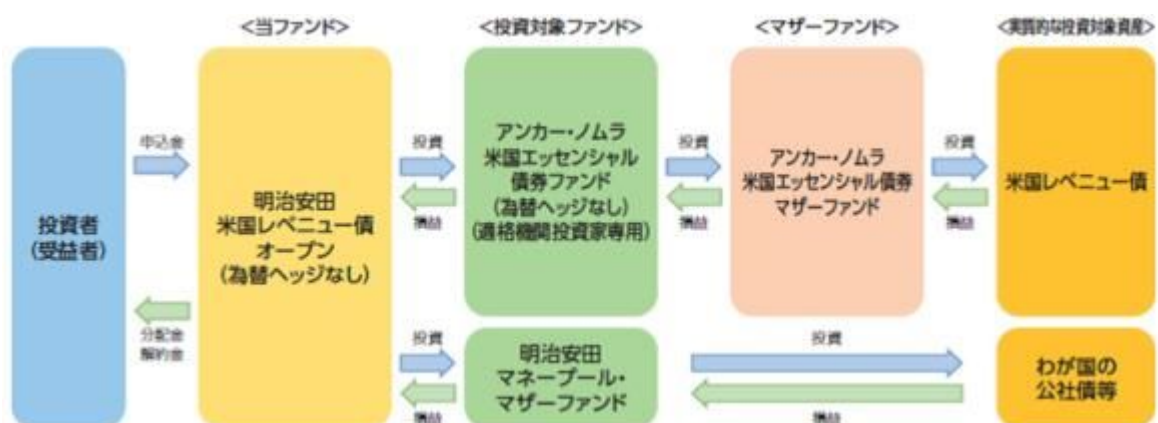 <当ファンド>
<投資対象ファンド>
<マザーファンド>
<実質的な投資対象資産>
投資者
(受益者)
申込金
分配金
解約金
明治安田
米国レベニュー債
オープン
(為替ヘッジなし)
投資
損益
アンカー・ノムラ
米国エッセンシャル
債券ファンド
(為替ヘッジなし)
(適格機関投資家専用)
投資
損益
アンカー・ノムラ
米国エッセンシャル債券
マザーファンド
投資
損益
米国レベニュー債
投資
損益
明治安田
マネープール・
マザーファンド
投資
損益
わが国の
公社債等